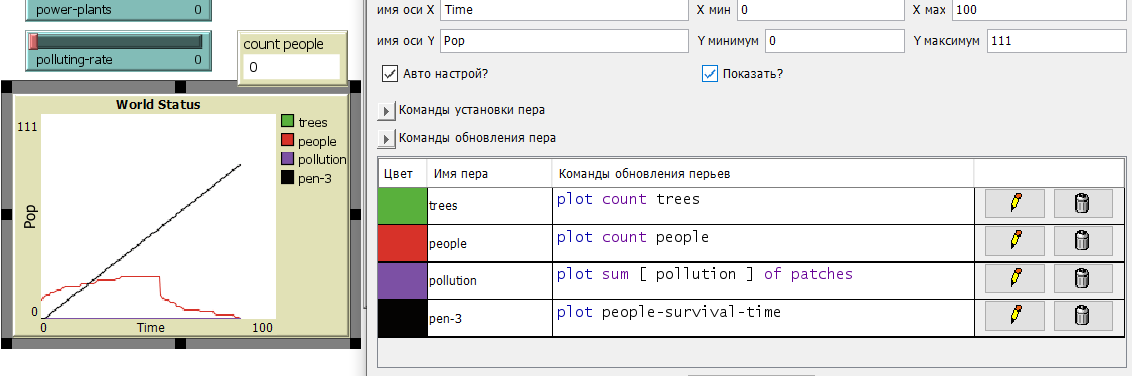 power-plants 0
polluting-rate 0
count people
0
World Status
111
Pop
0
0 Time 100
trees
people
pollution
pen-3
имя оси X Time X мин 0 X мах 100
имя оси Y Pop Y минимум 0 Y максимум 111
Авто настрой? Показать?
Команды установки пера
Команды обновления пера
Цвет Имя пера Команды обновления перьев
trees plot count trees
people plot count people
pollution plot sum [ pollution ] of patches
pen-3 plot people-survival-time